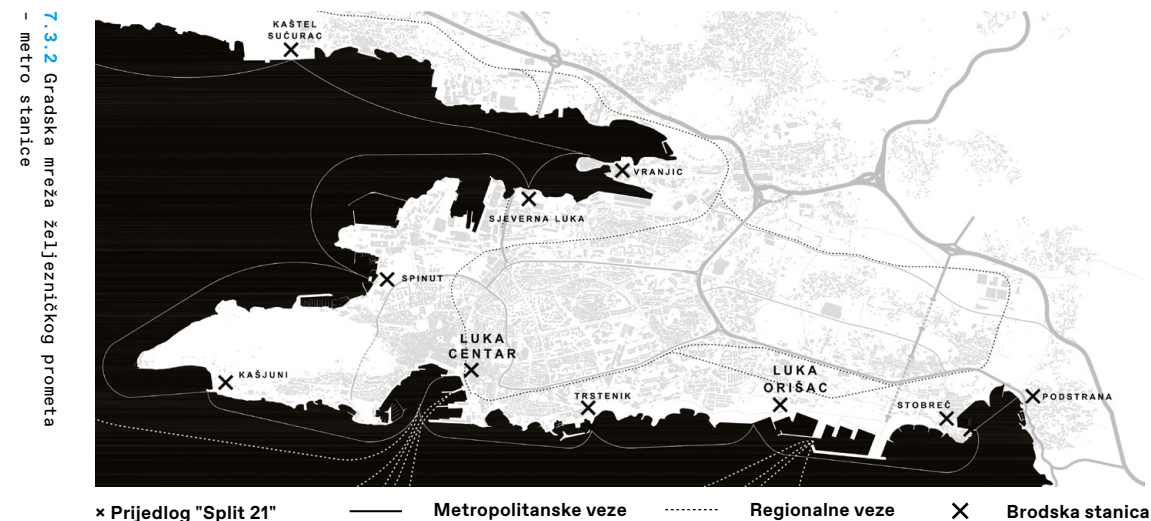 7.3.2 Gradska mreža željezničkog prometa
– metro stanice
KAŠTEL
SUĆURAC
VRANJIC
SJEVERNA LUKA
SPINUT
LUKA
CENTAR
KAŠJUNI
TRSTENIK
LUKA
ORIŠAC
STOBREČ
PODSTRANA
× Prijedlog "Split 21"
Metropolitanske veze
Regionalne veze
Brodska stanica